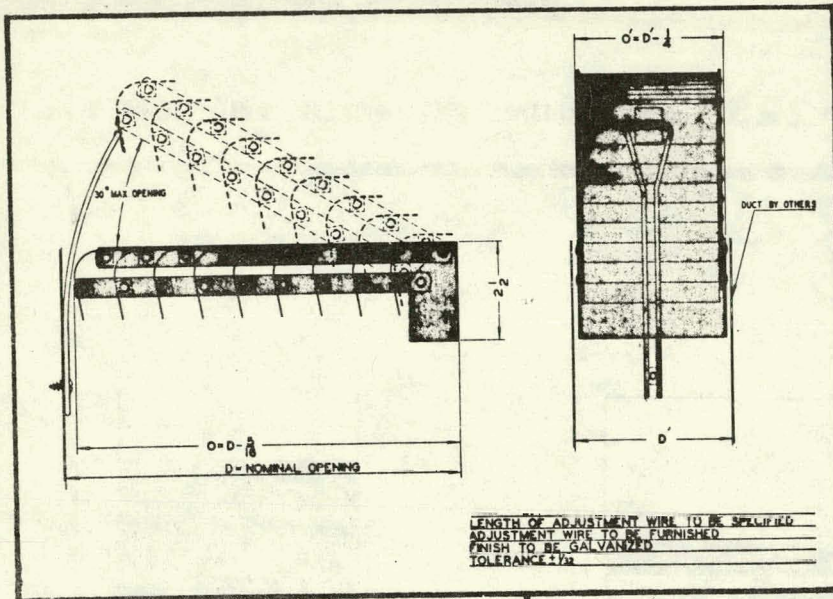 O'=D'-1/4
30° MAX OPENING
DUCT BY OTHERS
2 1/2
O=D-5/16
D=NOMINAL OPENING
D'
LENGTH OF ADJUSTMENT WIRE TO BE SPECIFIED
ADJUSTMENT WIRE TO BE FURNISHED
FINISH TO BE GALVANIZED
TOLERANCE ± 1/32